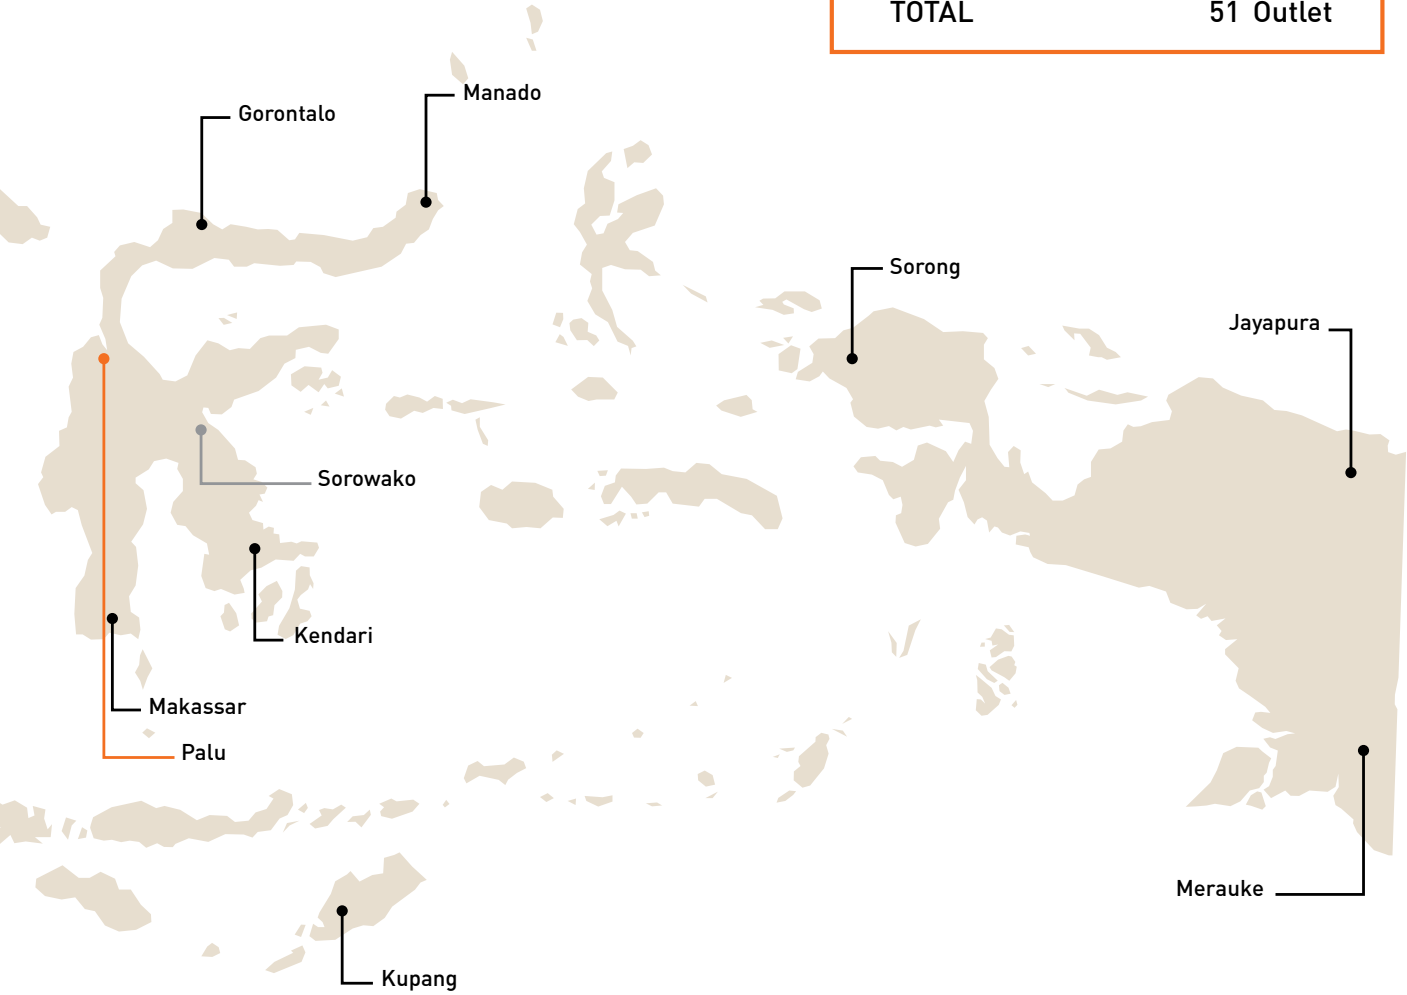 TOTAL 51 Outlet
Manado
Gorontalo
Sorong
Jayapura
Sorowako
Kendari
Makassar
Palu
Merauke
Kupang